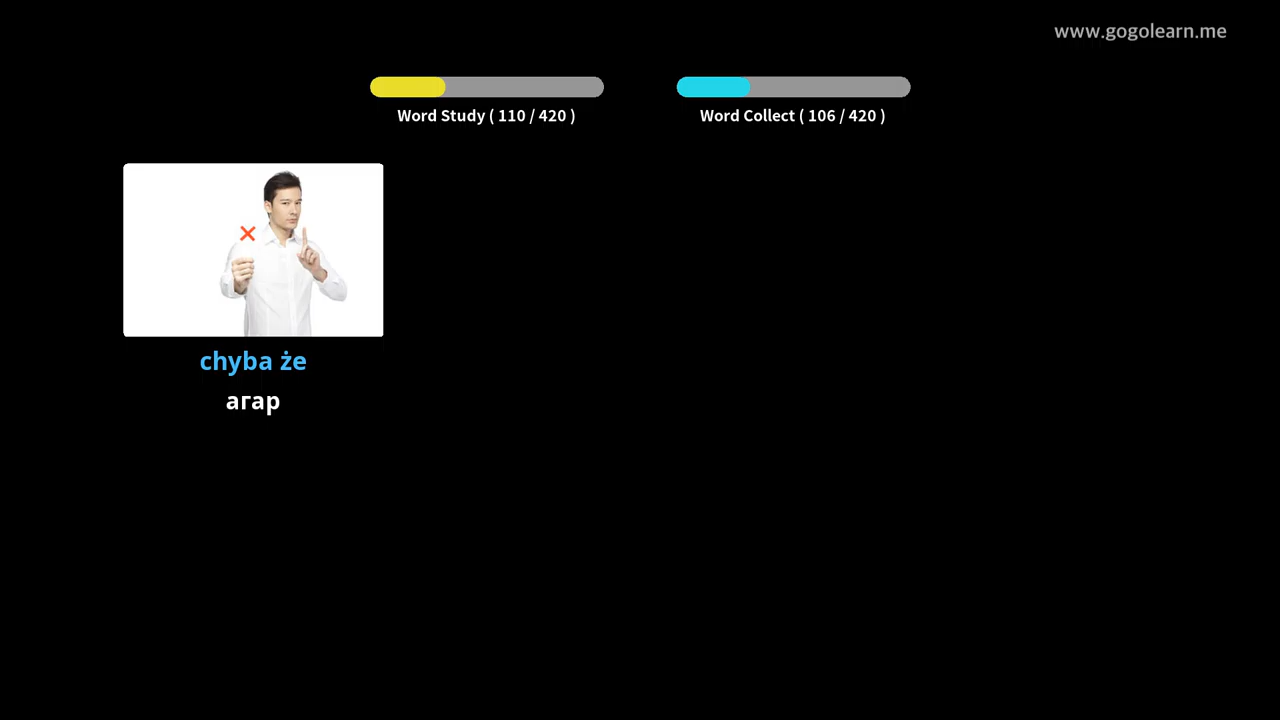 www.gogolearn.me
Word Study ( 110 / 420 )
Word Collect ( 106 / 420 )
chyba że
агар